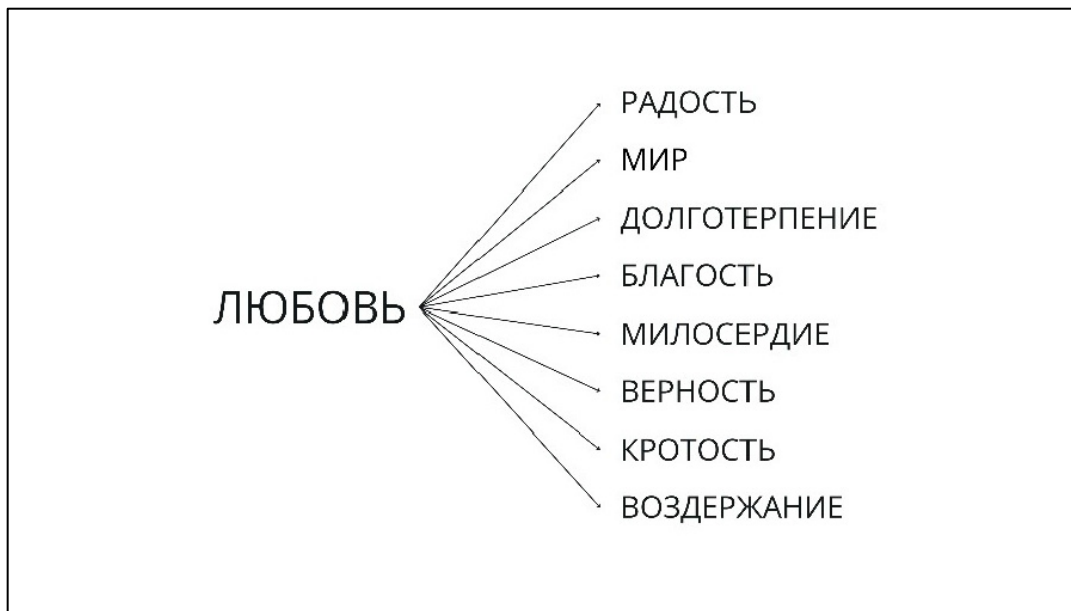 РАДОСТЬ
МИР
ДОЛГОТЕРПЕНИЕ
БЛАГОСТЬ
ЛЮБОВЬ
МИЛОСЕРДИЕ
ВЕРНОСТЬ
КРОТОСТЬ
ВОЗДЕРЖАНИЕ